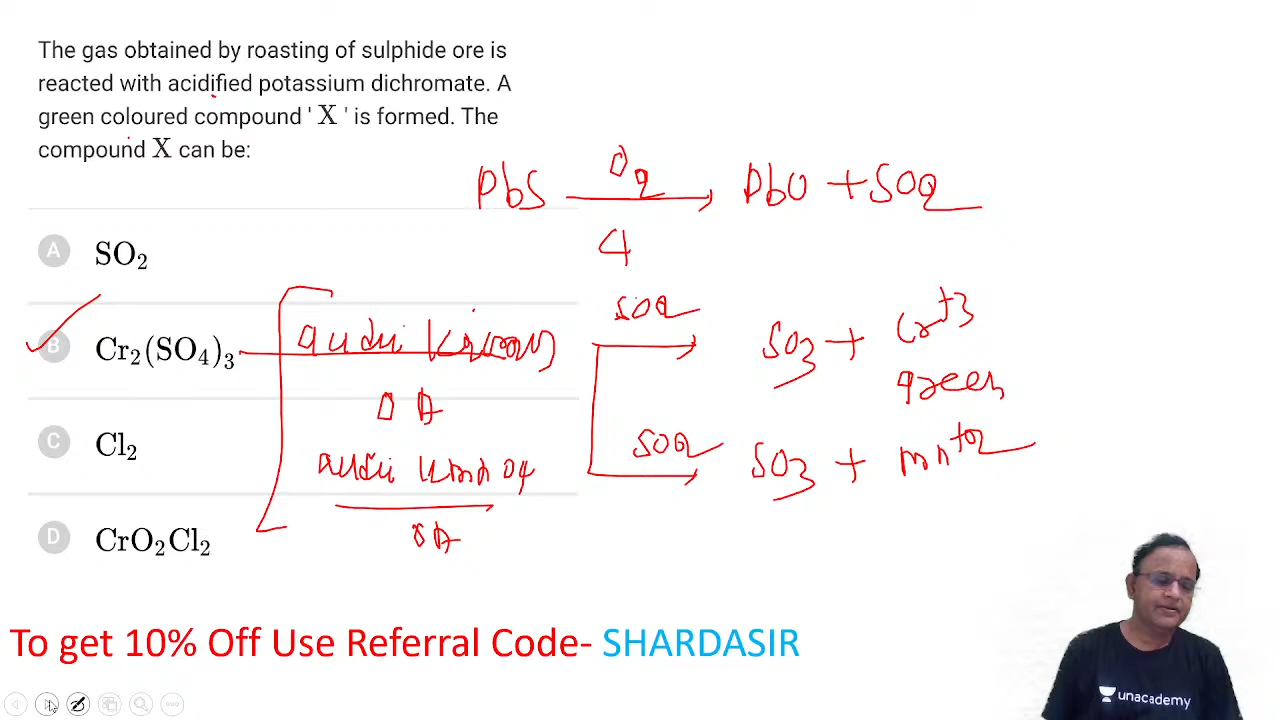 The gas obtained by roasting of sulphide ore is
reacted with acidified potassium dichromate. A
green coloured compound ' X ' is formed. The
compound X can be:
PbS O2 PbO + SO2
A SO2
SO2 SO3 + Cr+3
green
B Cr2(SO4)3
OA
C Cl2
SO2 SO3 + Mn+2
OA
D CrO2Cl2
To get 10% Off Use Referral Code- SHARDASIR
unacademy